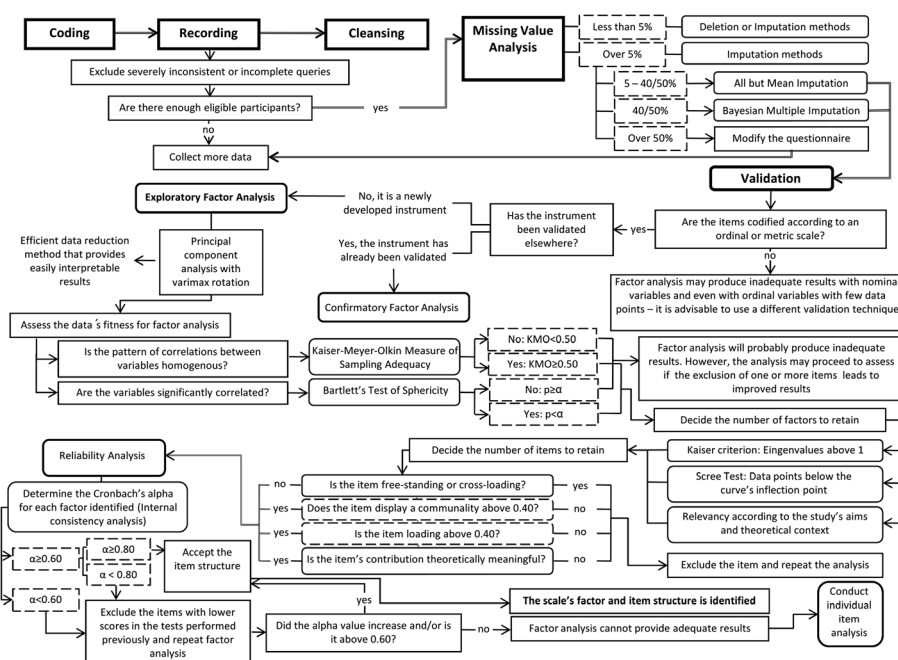 Coding
Recording
Cleansing
Missing Value
Analysis
Less than 5%
Deletion or Imputation methods
Over 5%
Imputation methods
Exclude severely inconsistent or incomplete queries
5 – 40/50%
All but Mean Imputation
Are there enough eligible participants?
yes
40/50%
Bayesian Multiple Imputation
no
Over 50%
Modify the questionnaire
Collect more data
Validation
Exploratory Factor Analysis
No, it is a newly
developed instrument
Has the instrument
been validated
elsewhere?
yes
Are the items codified according to an
ordinal or metric scale?
no
Efficient data reduction
method that provides
easily interpretable
results
Principal
component
analysis with
varimax rotation
Yes, the instrument has
already been validated
Confirmatory Factor Analysis
Factor analysis may produce inadequate results with nomina
variables and even with ordinal variables with few data
points – it is advisable to use a different validation technique
Assess the data´s fitness for factor analysis
Is the pattern of correlations between
variables homogenous?
Kaiser-Meyer-Olkin Measure of
Sampling Adequacy
No: KMO<0.50
Yes: KMO≥0.50
Factor analysis will probably produce inadequate
results. However, the analysis may proceed to assess
if the exclusion of one or more items leads to
improved results
Are the variables significantly correlated?
Bartlett’s Test of Sphericity
No: p≥α
Yes: p<α
Decide the number of factors to retain
Reliability Analysis
Decide the number of items to retain
Kaiser criterion: Eingenvalues above 1
Scree Test: Data points below the
curve’s inflection point
Relevancy according to the study’s aims
and theoretical context
no
Is the item free-standing or cross-loading?
yes
yes
Does the item display a communality above 0.40?
no
yes
Is the item loading above 0.40?
no
yes
Is the item’s contribution theoretically meaningful?
no
Exclude the item and repeat the analysis
Determine the Cronbach’s alpha
for each factor identified (Internal
consistency analysis)
α≥0.60
α≥0.80
α < 0.80
Accept the
item structure
α<0.60
yes
The scale’s factor and item structure is identified
Exclude the items with lower
scores in the tests performed
previously and repeat factor
analysis
Did the alpha value increase and/or is
it above 0.60?
no
Factor analysis cannot provide adequate results
Conduct
individual
item
analysis